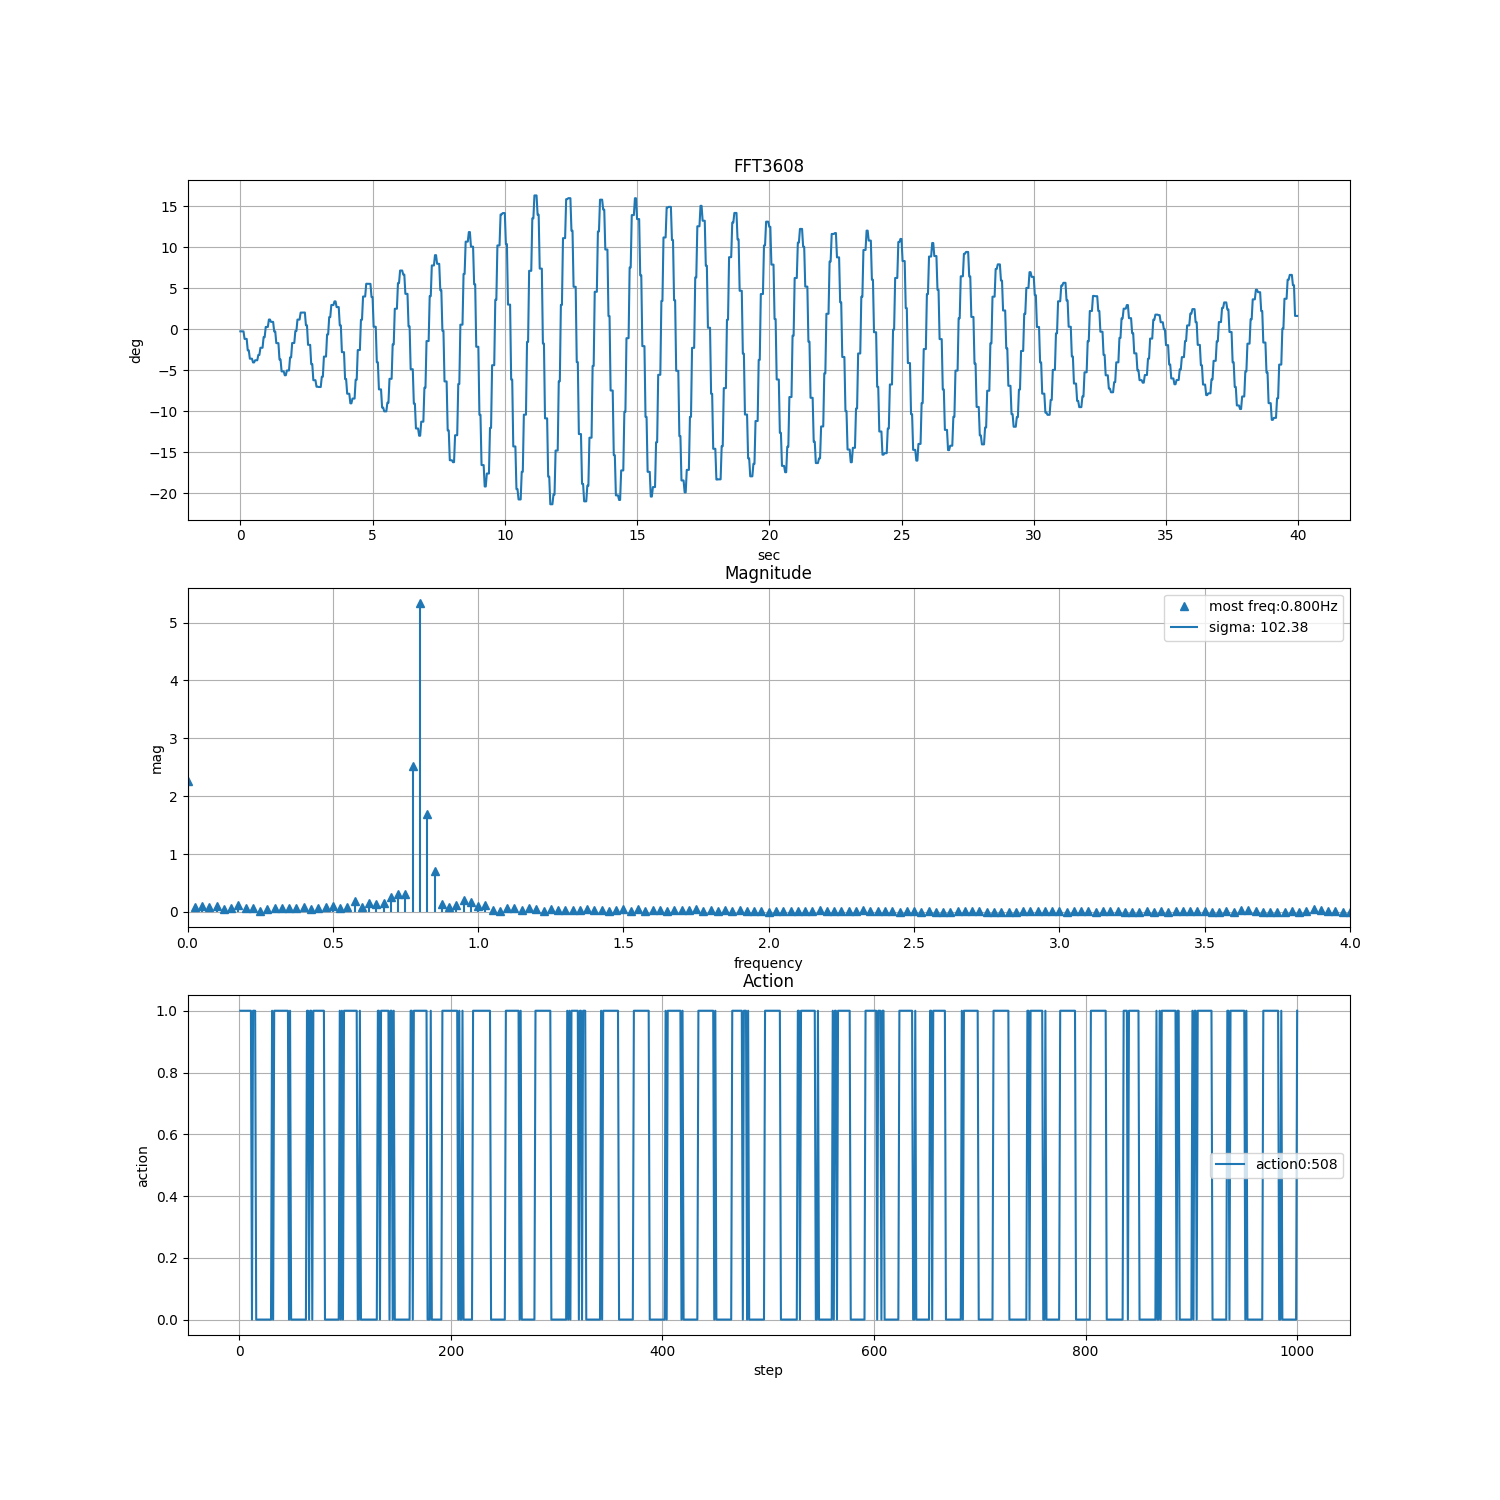 FFT3608
15
10
5
0
−5
−10
−15
−20
deg
0 5 10 15 20 25 30 35 40
sec
Magnitude
most freq:0.800Hz
sigma: 102.38
5
4
3
2
1
0
mag
0.0 0.5 1.0 1.5 2.0 2.5 3.0 3.5 4.0
frequency
Action
1.0
0.8
0.6
0.4
0.2
0.0
action
action0:508
0 200 400 600 800 1000
step